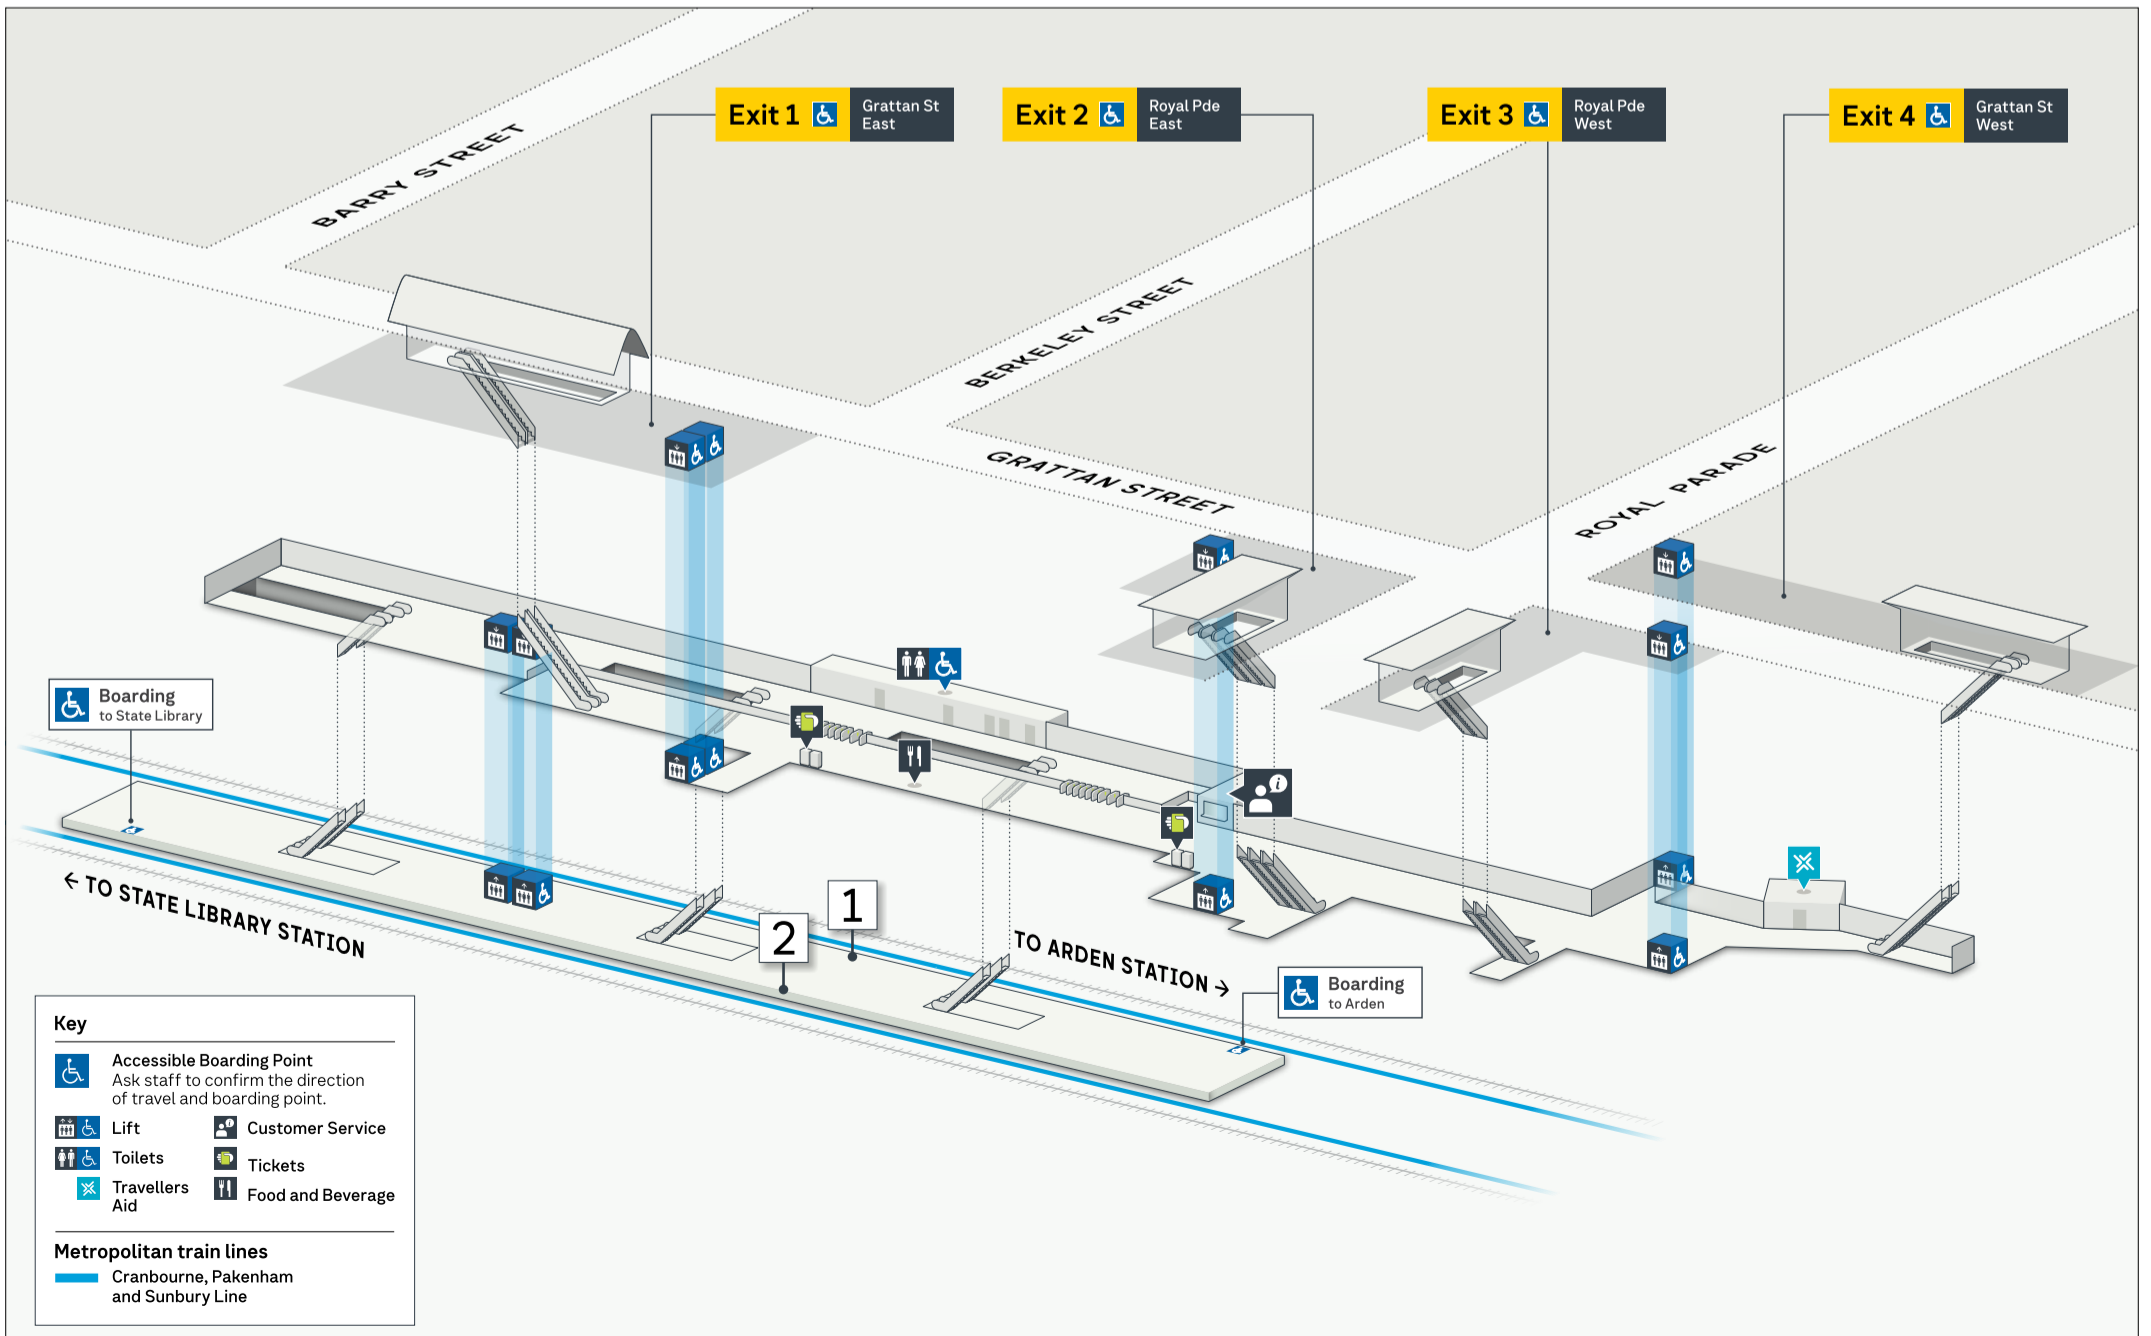 Exit 1
Grattan St
East
Exit 2
Royal Pde
East
Exit 3
Royal Pde
West
Exit 4
Grattan St
West
BARRY STREET
BERKELEY STREET
GRATTAN STREET
ROYAL PARADE
Boarding
to State Library
i
← TO STATE LIBRARY STATION
1
2
TO ARDEN STATION →
Boarding
to Arden
Key
Accessible Boarding Point
Ask staff to confirm the direction
of travel and boarding point.
Lift
Customer Service
Toilets
Tickets
Travellers
Aid
Food and Beverage
Metropolitan train lines
Cranbourne, Pakenham
and Sunbury Line